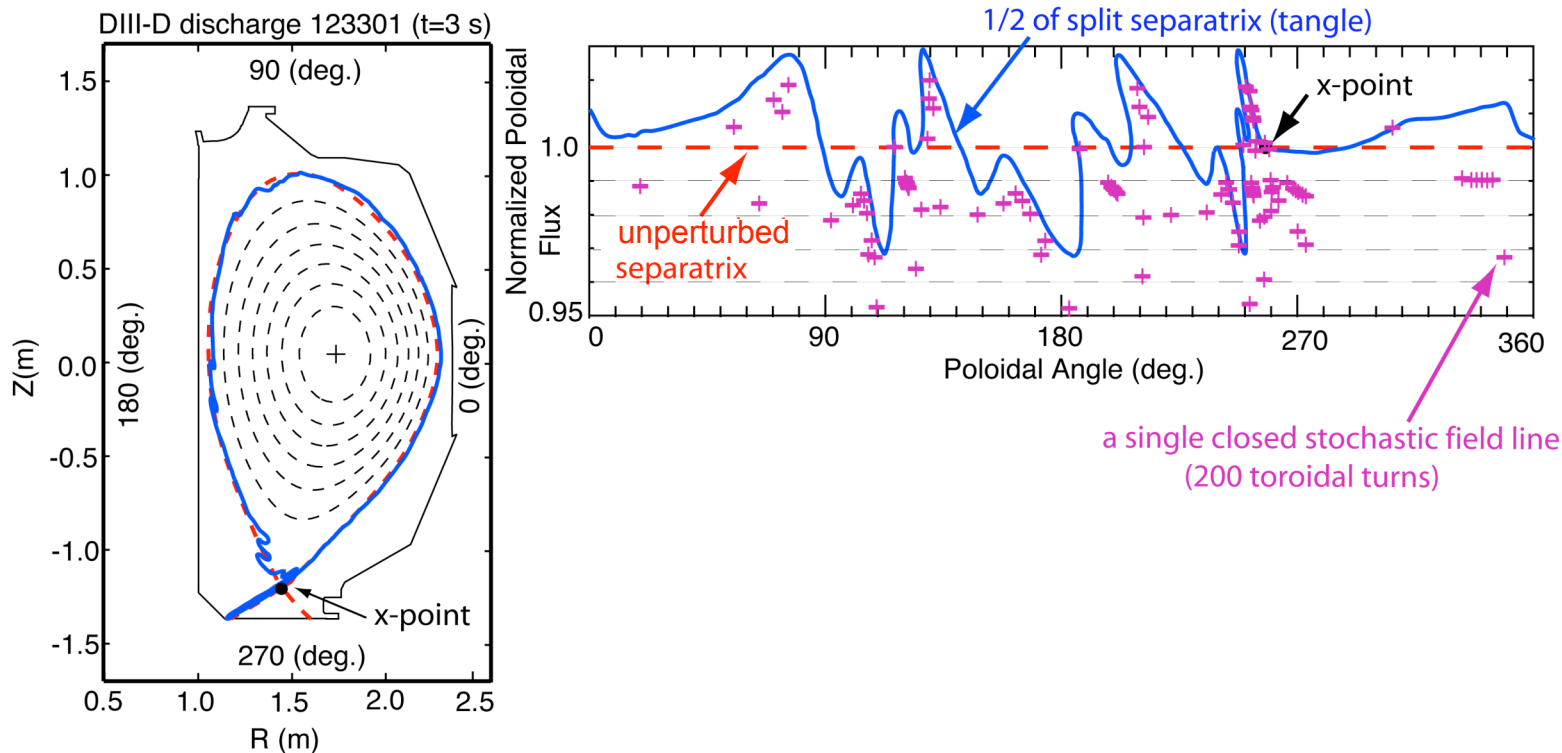 DIII-D discharge 123301 (t=3 s)
90 (deg.)
1.5
1.0
0.5
0.0
-0.5
-1.0
-1.5
Z(m)
180 (deg.)
0 (deg.)
x-point
270 (deg.)
0.5
1.0
1.5
2.0
2.5
R (m)
1/2 of split separatrix (tangle)
x-point
Normalized Poloidal
Flux
1.0
0.95
unperturbed
separatrix
0
90
180
270
360
Poloidal Angle (deg.)
a single closed stochastic field line
(200 toroidal turns)